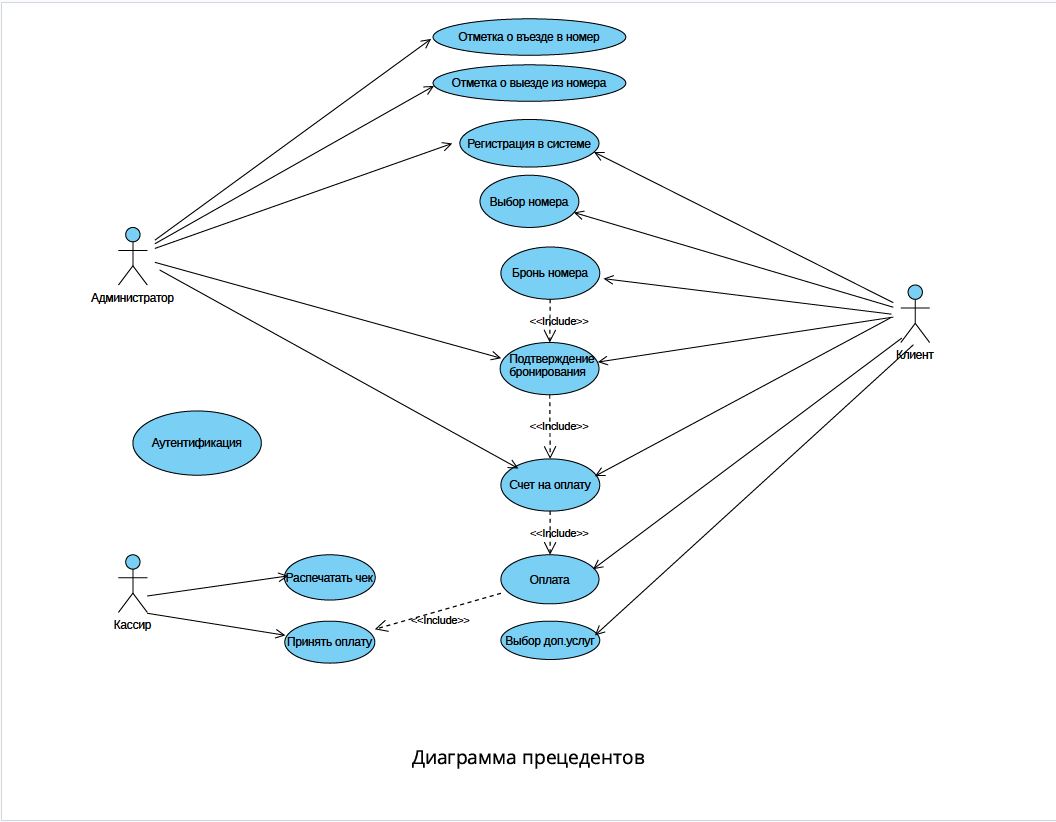 Отметка о въезде в номер
Отметка о выезде из номера
Регистрация в системе
Выбор номера
Администратор
Бронь номера
<<Include>>
Клиент
Подтверждение
бронирования
<<Include>>
Аутентификация
Счет на оплату
<<Include>>
Распечатать чек
Оплата
Кассир
<<Include>>
Принять оплату
Выбор доп.услуг
Диаграмма прецедентов